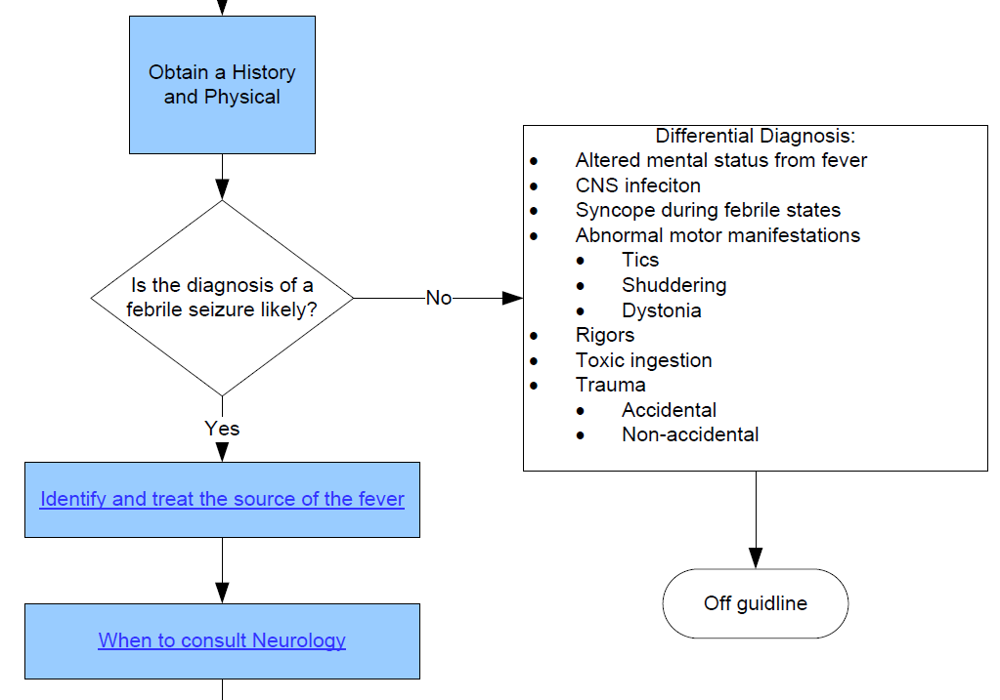 Obtain a History
and Physical
Is the diagnosis of a
febrile seizure likely?
No
Differential Diagnosis:
• Altered mental status from fever
• CNS infeciton
• Syncope during febrile states
• Abnormal motor manifestations
• Tics
• Shuddering
• Dystonia
• Rigors
• Toxic ingestion
• Trauma
• Accidental
• Non-accidental
Yes
Identify and treat the source of the fever
When to consult Neurology
Off guidline